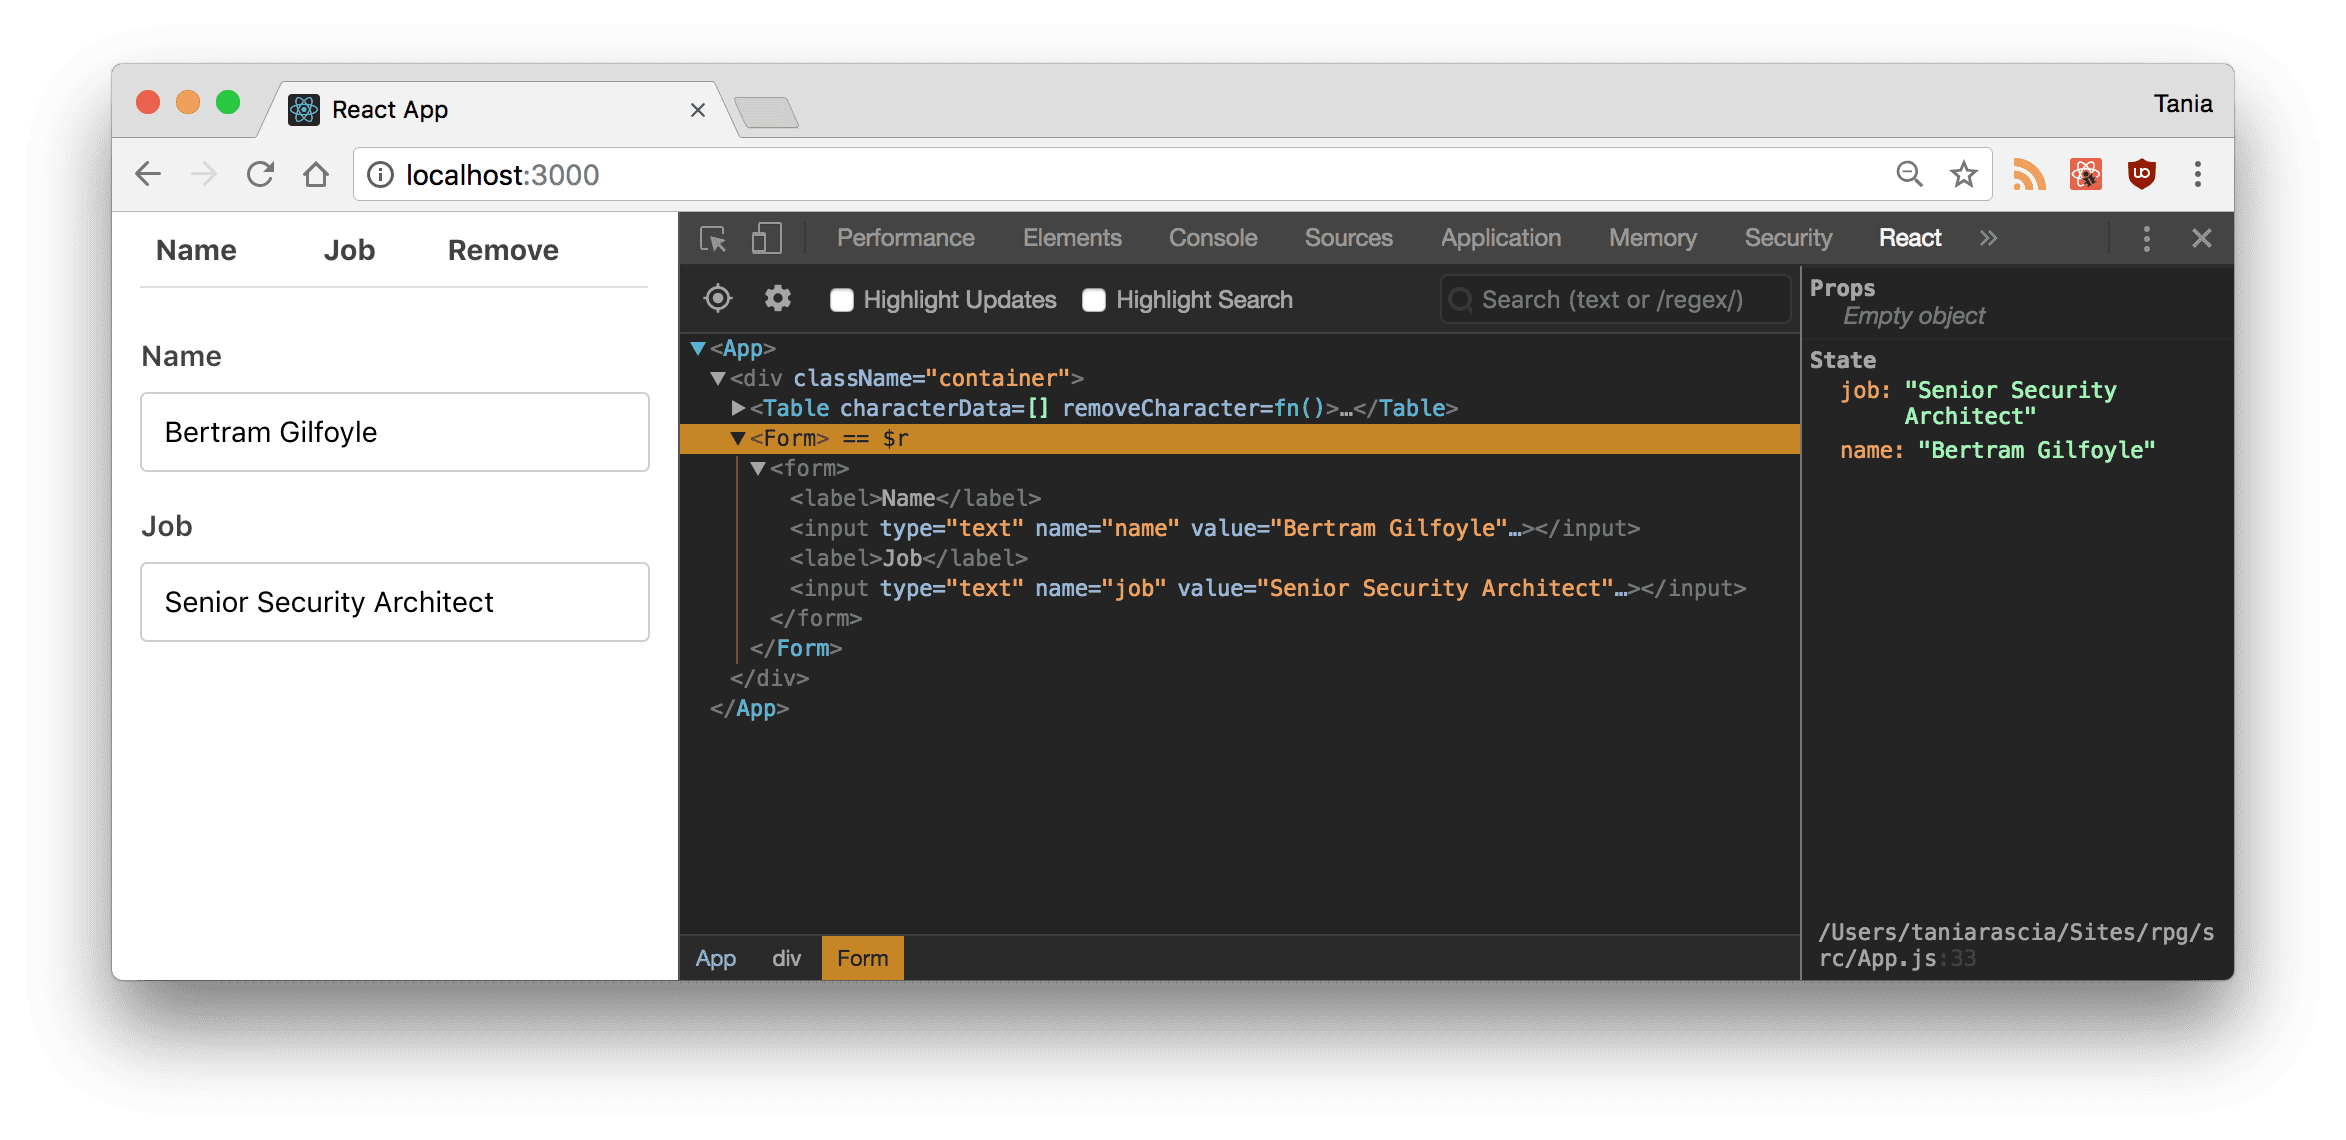 React App
Tania
localhost:3000
Name Job Remove
Name
Bertram Gilfoyle
Job
Senior Security Architect
Performance Elements Console Sources Application Memory Security React »
Highlight Updates Highlight Search Search (text or /regex/)
<App>
<div className="container">
<Table characterData=[] removeCharacter=fn()>…</Table>
<Form> == $r
<form>
<label>Name</label>
<input type="text" name="name" value="Bertram Gilfoyle"…></input>
<label>Job</label>
<input type="text" name="job" value="Senior Security Architect"…></input>
</form>
</Form>
</div>
</App>
App div Form
Props
Empty object
State
job: "Senior Security
Architect"
name: "Bertram Gilfoyle"
/Users/taniarascia/Sites/rpg/s
rc/App.js:33